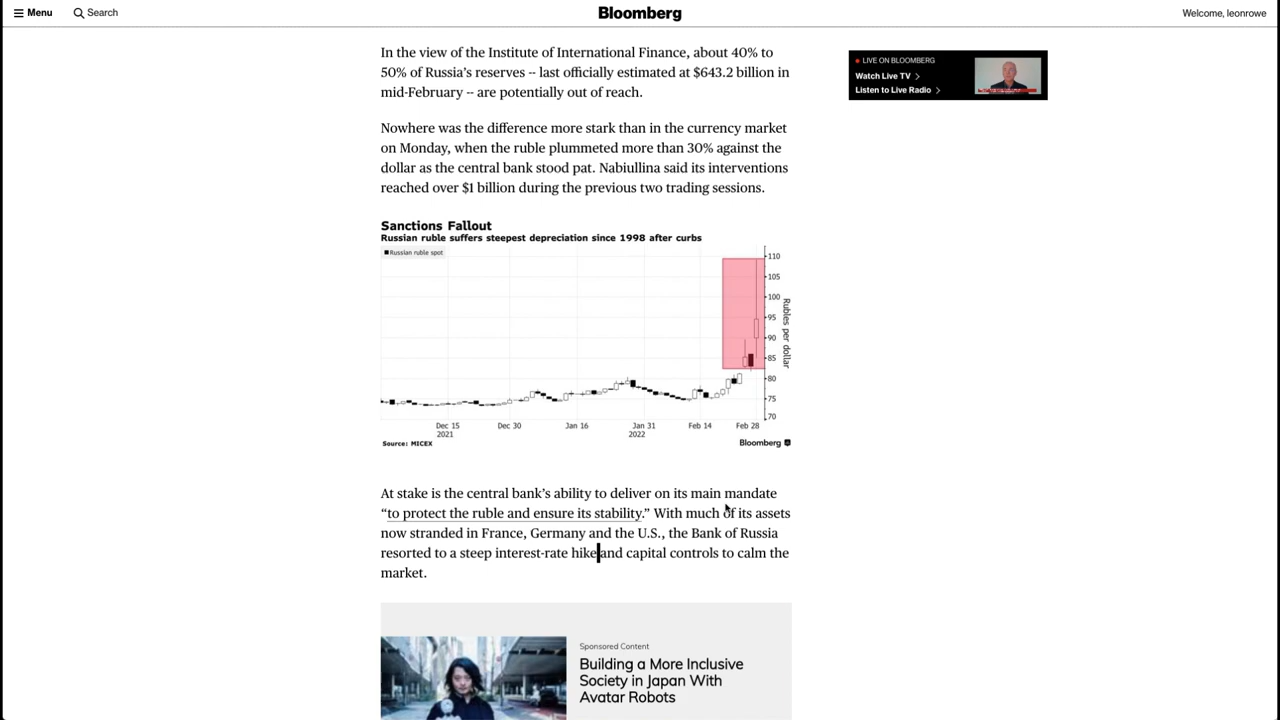 Menu
Search
Bloomberg
Welcome, leonrowe
In the view of the Institute of International Finance, about 40% to
50% of Russia’s reserves -- last officially estimated at $643.2 billion in
mid-February -- are potentially out of reach.
LIVE ON BLOOMBERG
Watch Live TV >
Listen to Live Radio >
Nowhere was the difference more stark than in the currency market
on Monday, when the ruble plummeted more than 30% against the
dollar as the central bank stood pat. Nabiullina said its interventions
reached over $1 billion during the previous two trading sessions.
Sanctions Fallout
Russian ruble suffers steepest depreciation since 1998 after curbs
Russian ruble spot
110
105
100
95
90
85
80
75
70
Rubles per dollar
Dec 15 Dec 30 Jan 16 Jan 31 Feb 14 Feb 28
2021 2022
Source: MICEX
Bloomberg
At stake is the central bank’s ability to deliver on its main mandate
“to protect the ruble and ensure its stability.” With much of its assets
now stranded in France, Germany and the U.S., the Bank of Russia
resorted to a steep interest-rate hike and capital controls to calm the
market.
Sponsored Content
Building a More Inclusive
Society in Japan With
Avatar Robots